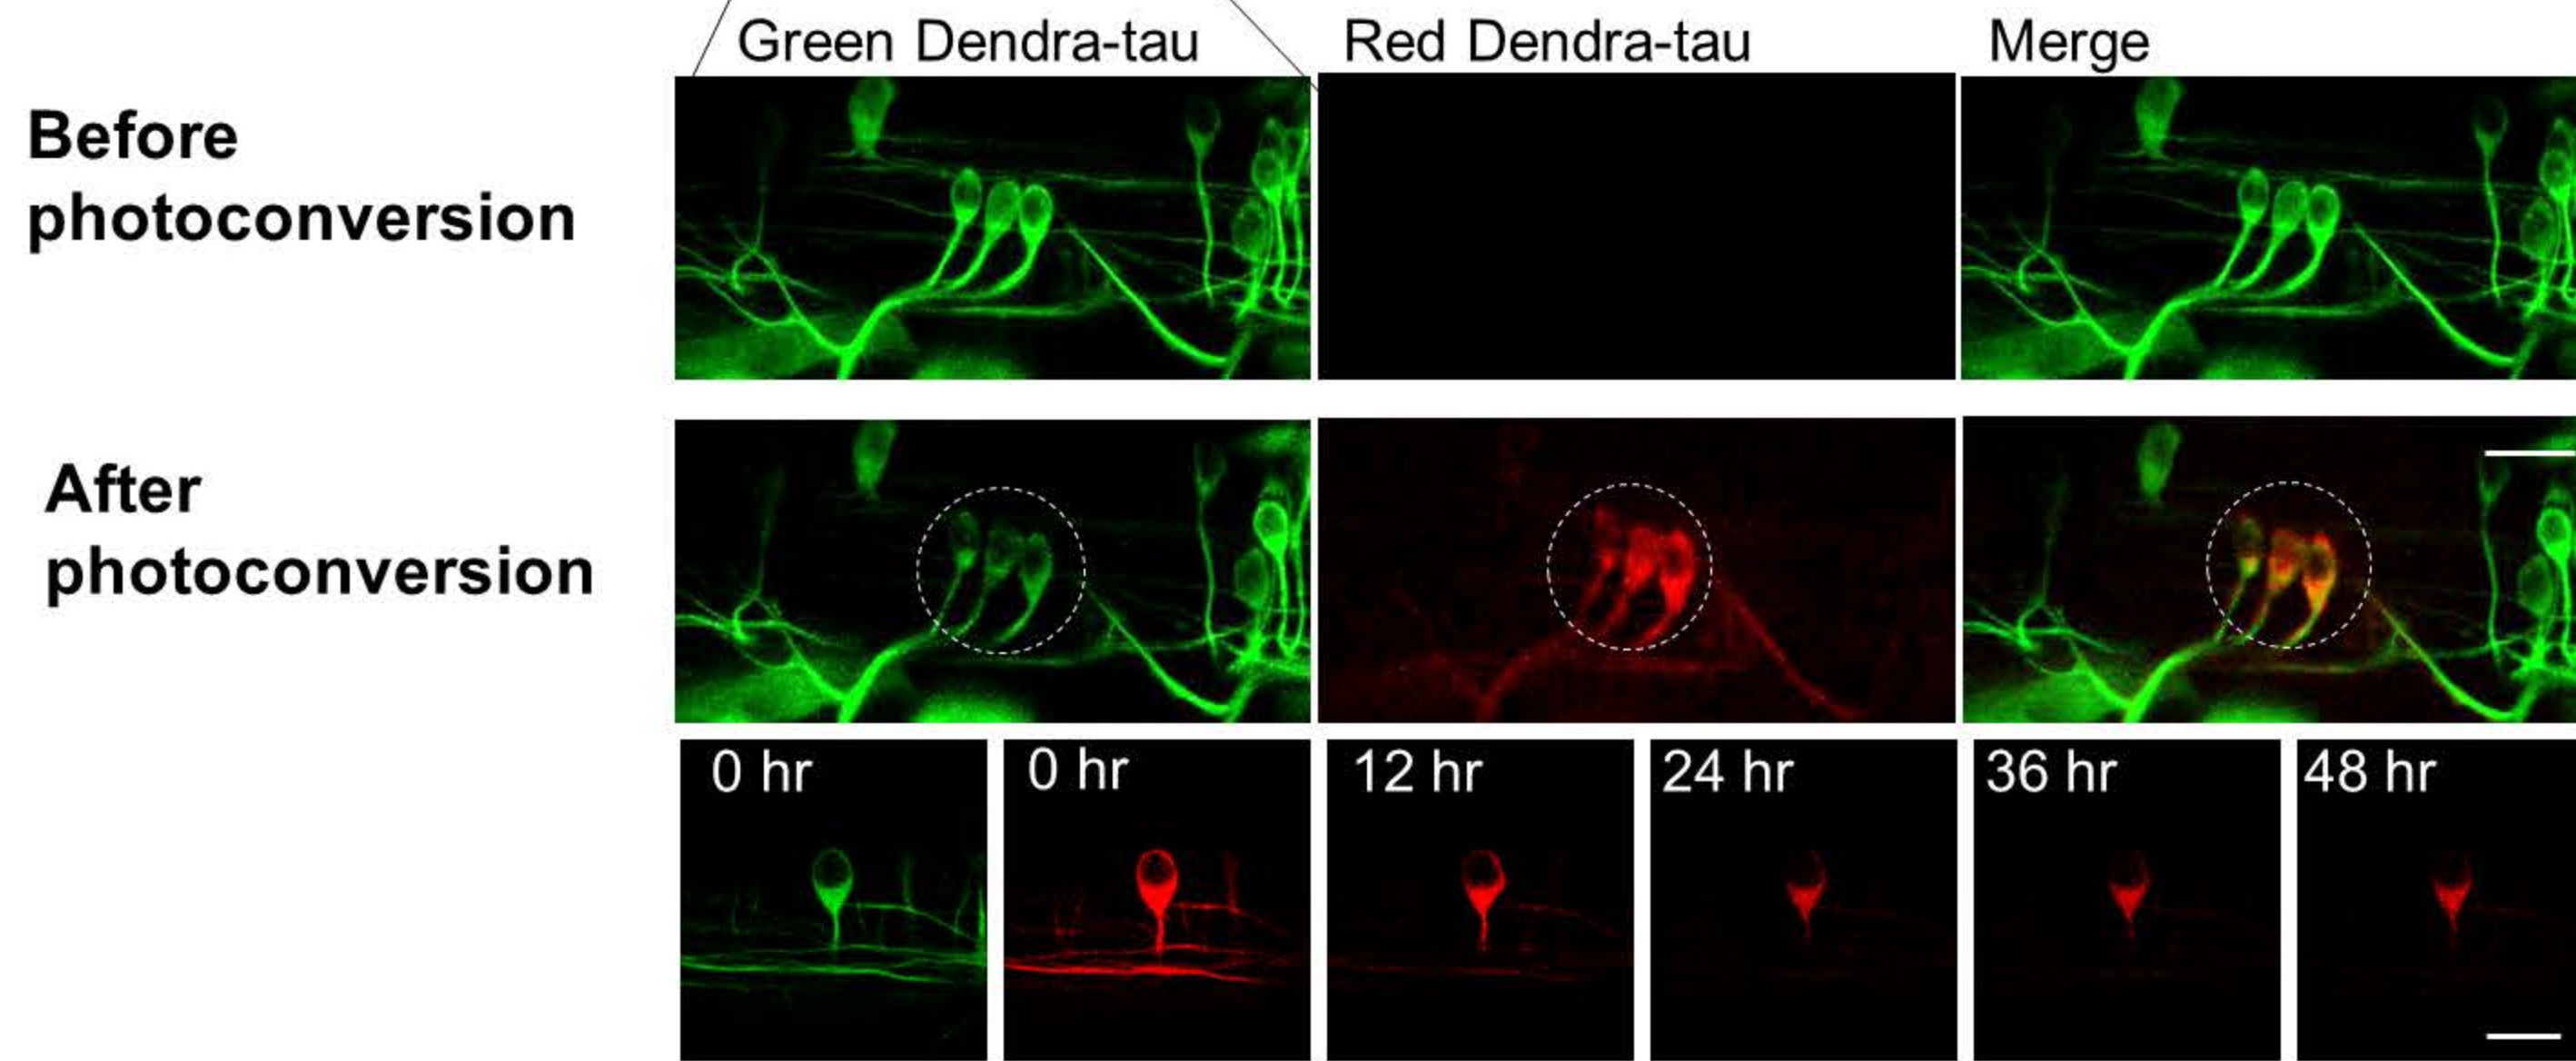 Green Dendra-tau
Red Dendra-tau
Merge
Before
photoconversion
After
photoconversion
0 hr
0 hr
12 hr
24 hr
36 hr
48 hr